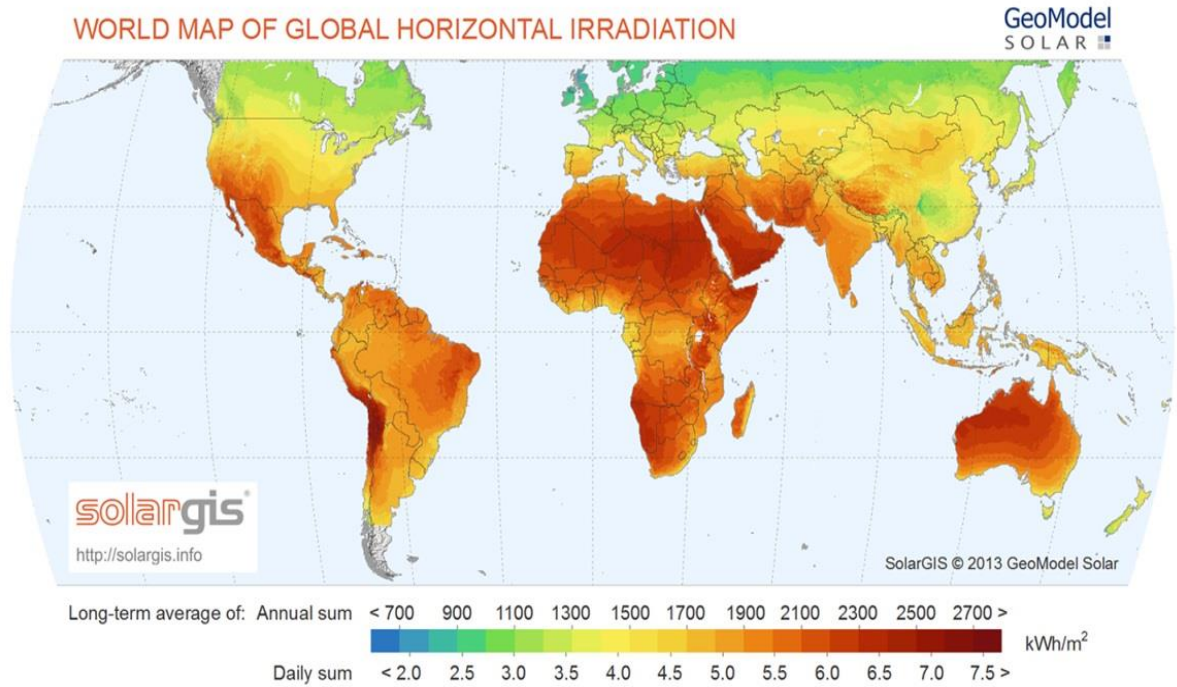 WORLD MAP OF GLOBAL HORIZONTAL IRRADIATION
GeoModel
SOLAR
solargis®
http://solargis.info
SolarGIS © 2013 GeoModel Solar
Long-term average of: Annual sum < 700 900 1100 1300 1500 1700 1900 2100 2300 2500 2700 >
kWh/m²
Daily sum < 2.0 2.5 3.0 3.5 4.0 4.5 5.0 5.5 6.0 6.5 7.0 7.5 >